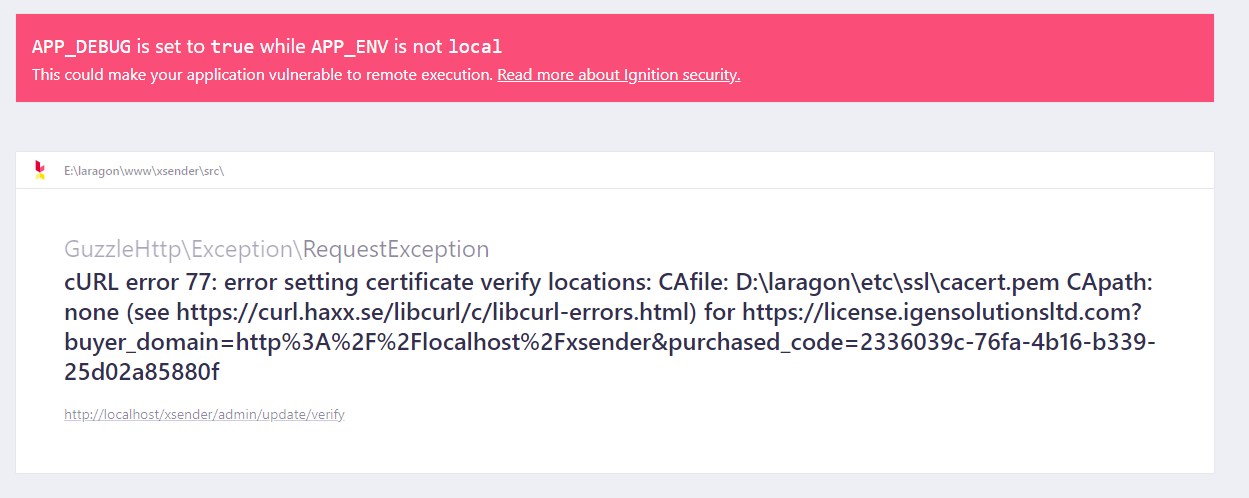 APP_DEBUG is set to true while APP_ENV is not local
This could make your application vulnerable to remote execution. Read more about Ignition security.
E:\laragon\www\xsender\src\
GuzzleHttp\Exception\RequestException
cURL error 77: error setting certificate verify locations: CAfile: D:\laragon\etc\ssl\cacert.pem CApath:
none (see https://curl.haxx.se/libcurl/c/libcurl-errors.html) for https://license.igensolutionsltd.com?
buyer_domain=http%3A%2F%2Flocalhost%2Fxsender&purchased_code=2336039c-76fa-4b16-b339-
25d02a85880f
http://localhost/xsender/admin/update/verify